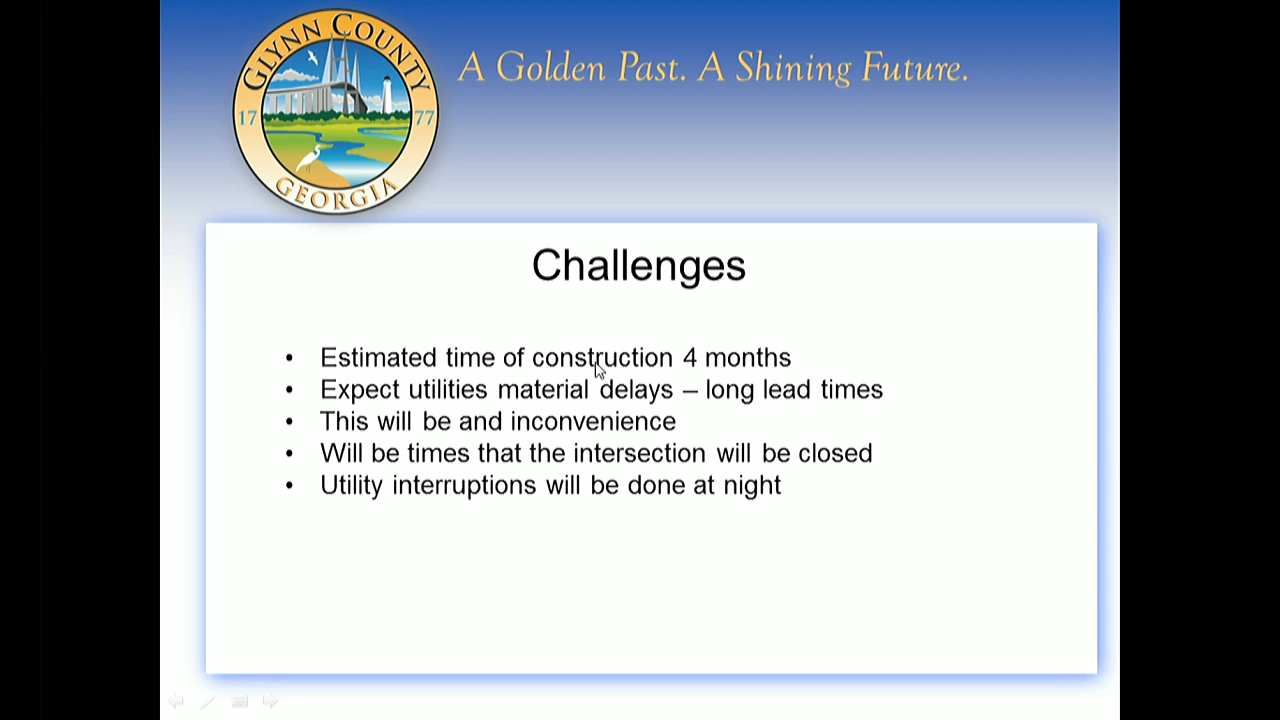 GLYNN COUNTY
17 77
GEORGIA
A Golden Past. A Shining Future.
Challenges
• Estimated time of construction 4 months
• Expect utilities material delays – long lead times
• This will be and inconvenience
• Will be times that the intersection will be closed
• Utility interruptions will be done at night